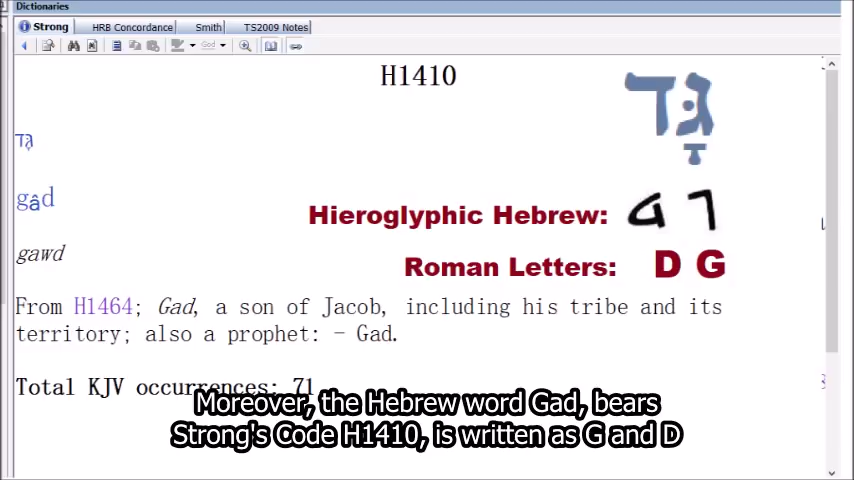 Dictionaries
Strong HRB Concordance Smith TS2009 Notes
God
H1410
גָּד
גָּד
gâd
Hieroglyphic Hebrew: 𐤃 𐤂
gawd
Roman Letters: D G
From H1464; Gad, a son of Jacob, including his tribe and its
territory; also a prophet: – Gad.
Total KJV occurrences: 71
Moreover, the Hebrew word Gad, bears
Strong's Code H1410, is written as G and D